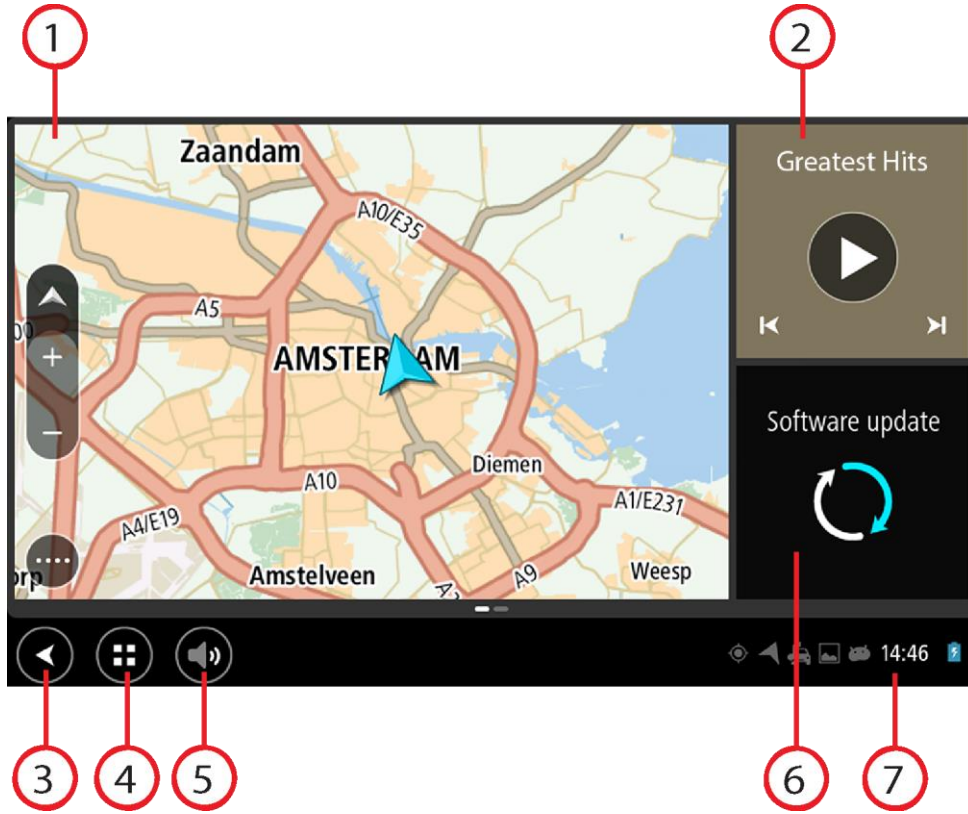 1
2
Zaandam
Greatest Hits
A10/E35
A5
00
+
AMSTERDAM
−
Software update
Diemen
A10
A1/E231
A4/E19
orp
Amstelveen
A9
Weesp
14:46
3
4
5
6
7